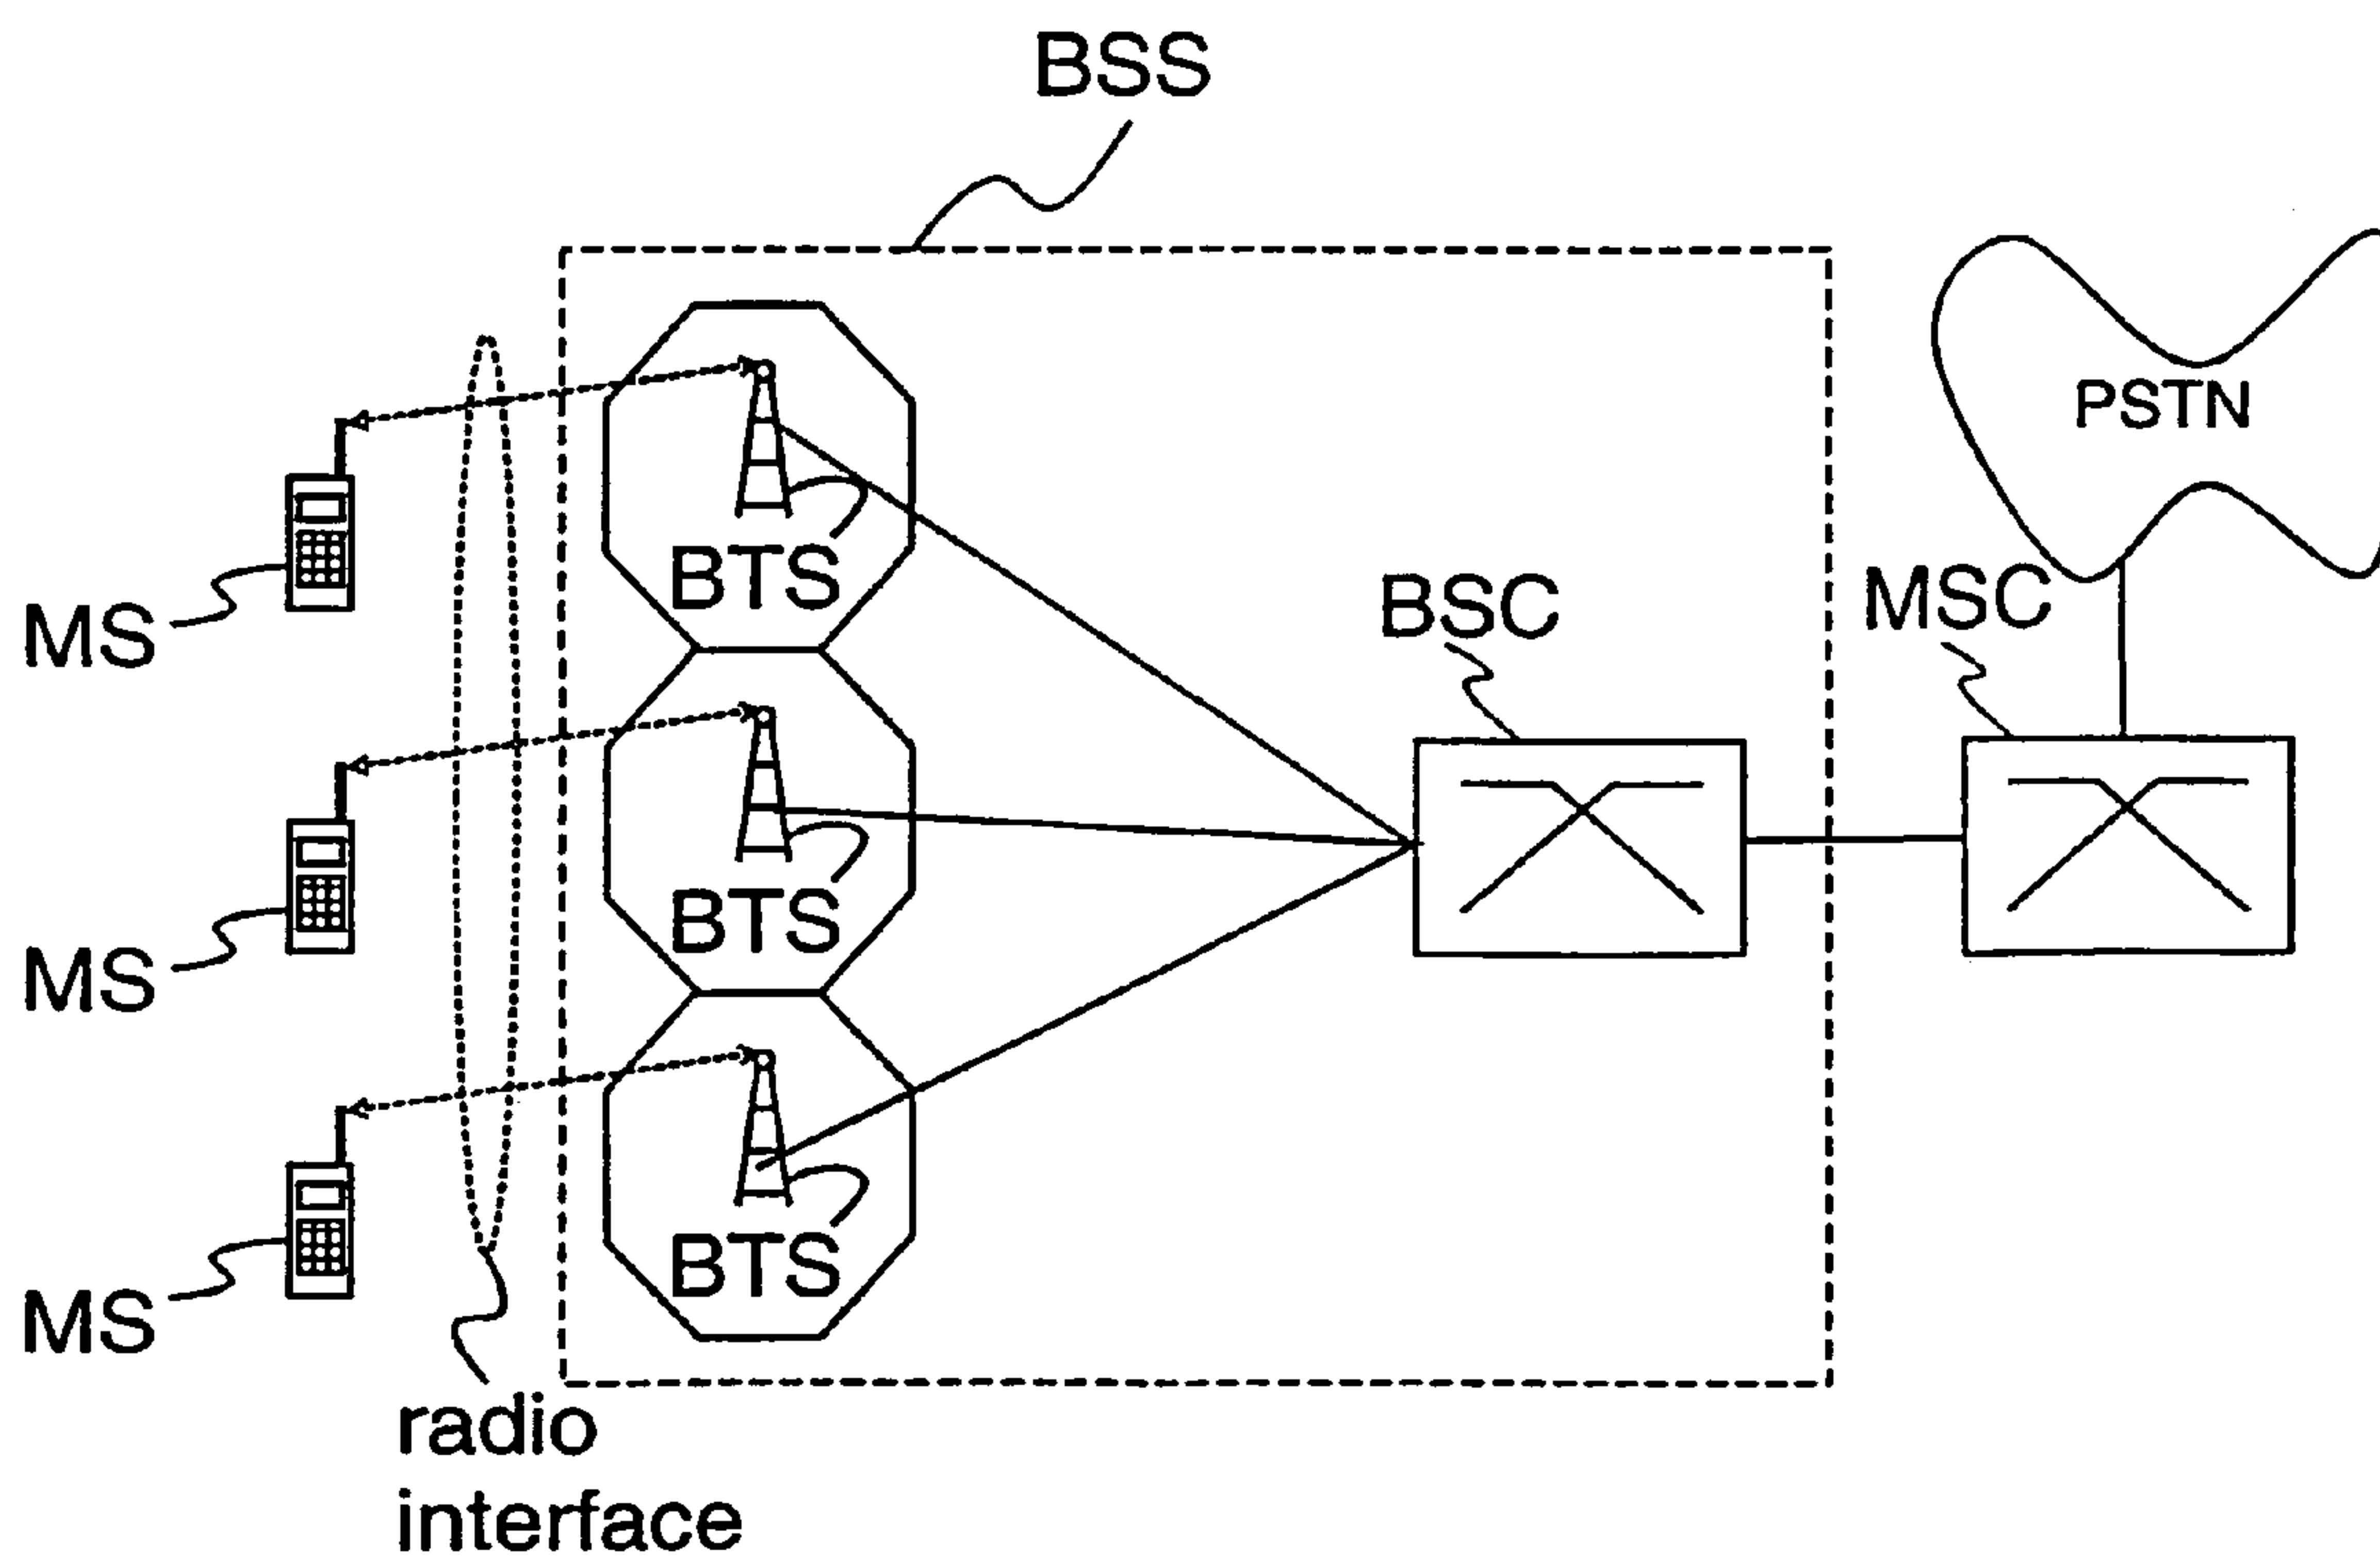 BSS
PSTN
BTS
BSC
MSC
MS
BTS
MS
BTS
MS
radio
interface